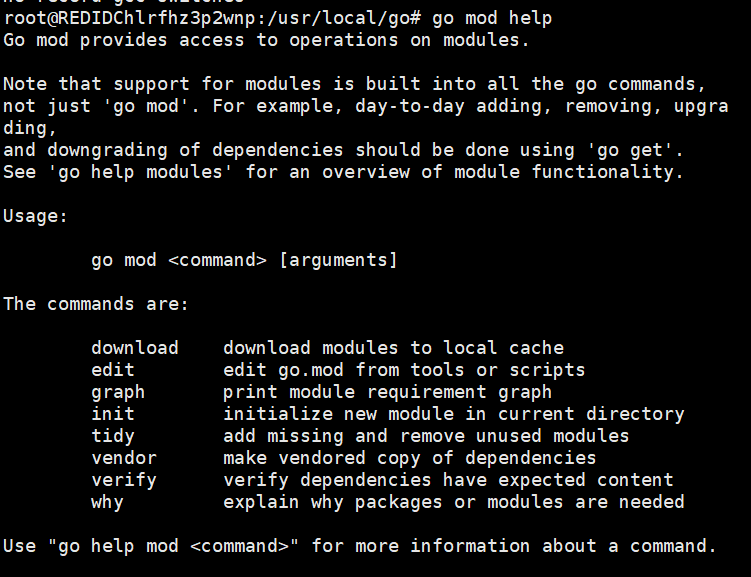 root@REDIDChlrfhz3p2wnp:/usr/local/go# go mod help
Go mod provides access to operations on modules.
Note that support for modules is built into all the go commands,
not just 'go mod'. For example, day-to-day adding, removing, upgra
ding,
and downgrading of dependencies should be done using 'go get'.
See 'go help modules' for an overview of module functionality.
Usage:
go mod <command> [arguments]
The commands are:
download    download modules to local cache
edit        edit go.mod from tools or scripts
graph       print module requirement graph
init        initialize new module in current directory
tidy        add missing and remove unused modules
vendor      make vendored copy of dependencies
verify      verify dependencies have expected content
why         explain why packages or modules are needed
Use "go help mod <command>" for more information about a command.